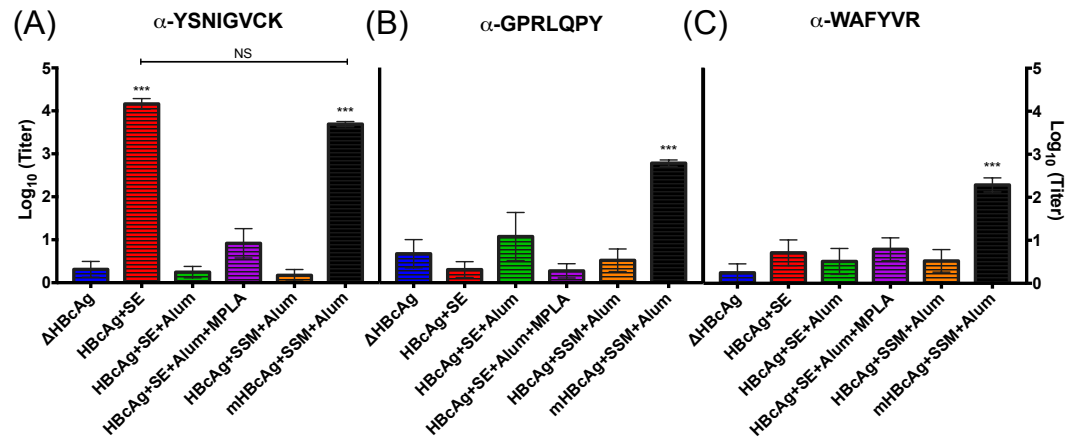 (A)
α-YSNIGVCK
(B)
α-GPRLQPY
(C)
α-WAFYVR
NS
***
***
***
***
5
4
3
2
1
0
Log10 (Titer)
5
4
3
2
1
0
Log10 (Titer)
ΔHBcAg
HBcAg+SE
HBcAg+SE+Alum
HBcAg+SE+Alum+MPLA
HBcAg+SSM+Alum
mHBcAg+SSM+Alum
ΔHBcAg
HBcAg+SE
HBcAg+SE+Alum
HBcAg+SE+Alum+MPLA
HBcAg+SSM+Alum
mHBcAg+SSM+Alum
ΔHBcAg
HBcAg+SE
HBcAg+SE+Alum
HBcAg+SE+Alum+MPLA
HBcAg+SSM+Alum
mHBcAg+SSM+Alum